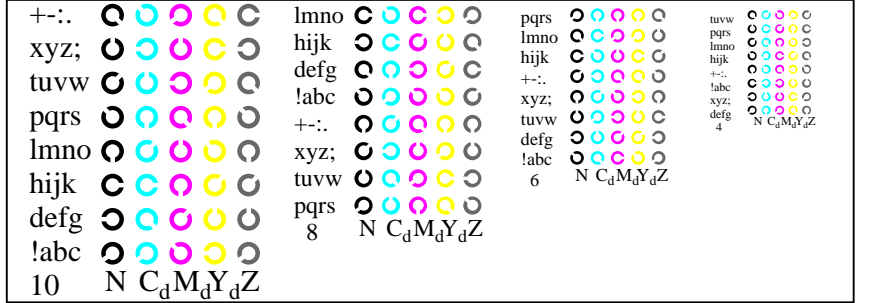 +-:.
xyz;
tuvw
pqrs
lmno
hijk
defg
!abc
10 N CdMdYdZ
lmno
hijk
defg
!abc
+-:.
xyz;
tuvw
pqrs
8 N CdMdYdZ
pqrs
lmno
hijk
+-:.
xyz;
tuvw
defg
!abc
6 N CdMdYdZ
tuvw
pqrs
lmno
hijk
+-:.
!abc
xyz;
defg
4 N CdMdYdZ